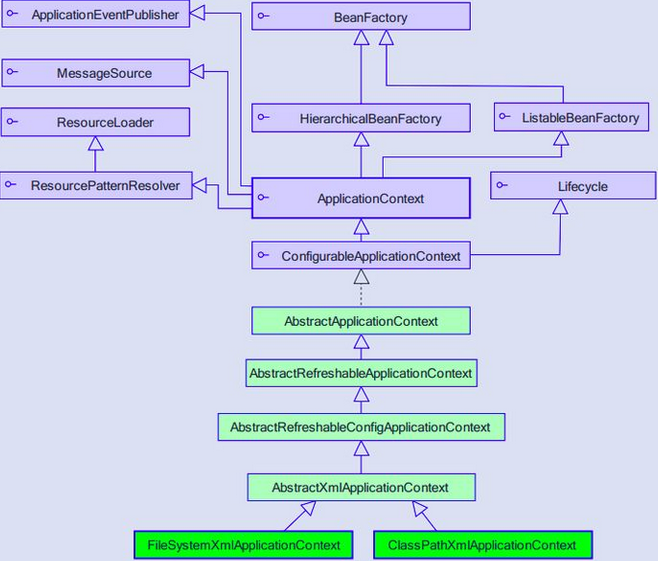 ApplicationEventPublisher
BeanFactory
MessageSource
ResourceLoader
HierarchicalBeanFactory
ListableBeanFactory
ResourcePatternResolver
ApplicationContext
Lifecycle
ConfigurableApplicationContext
AbstractApplicationContext
AbstractRefreshableApplicationContext
AbstractRefreshableConfigApplicationContext
AbstractXmlApplicationContext
FileSystemXmlApplicationContext
ClassPathXmlApplicationContext